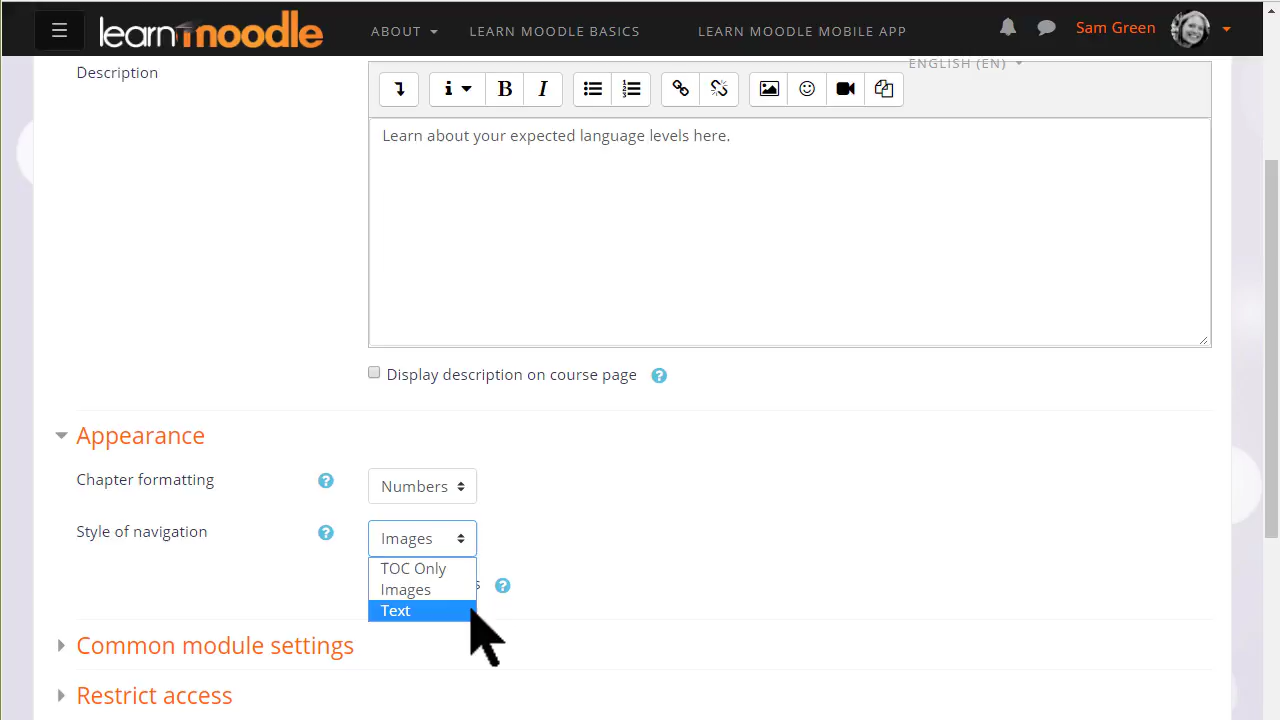 learn moodle
ABOUT
LEARN MOODLE BASICS
LEARN MOODLE MOBILE APP
Sam Green
ENGLISH (EN)
Description
i
B
I
Learn about your expected language levels here.
Display description on course page
Appearance
Chapter formatting
Numbers
Style of navigation
Images
TOC Only
Images
Text
Common module settings
Restrict access